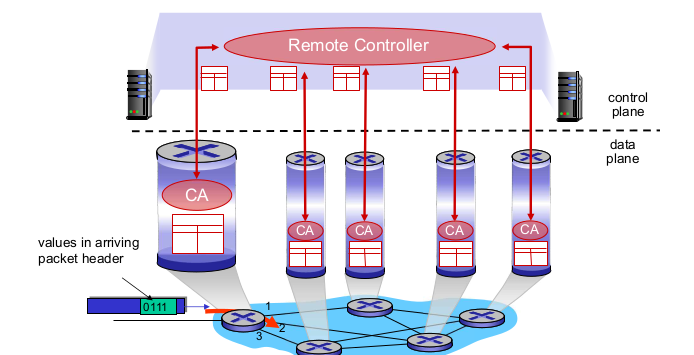 Remote Controller
control
plane
data
plane
CA
CA
CA
CA
CA
values in arriving
packet header
0111
1
2
3